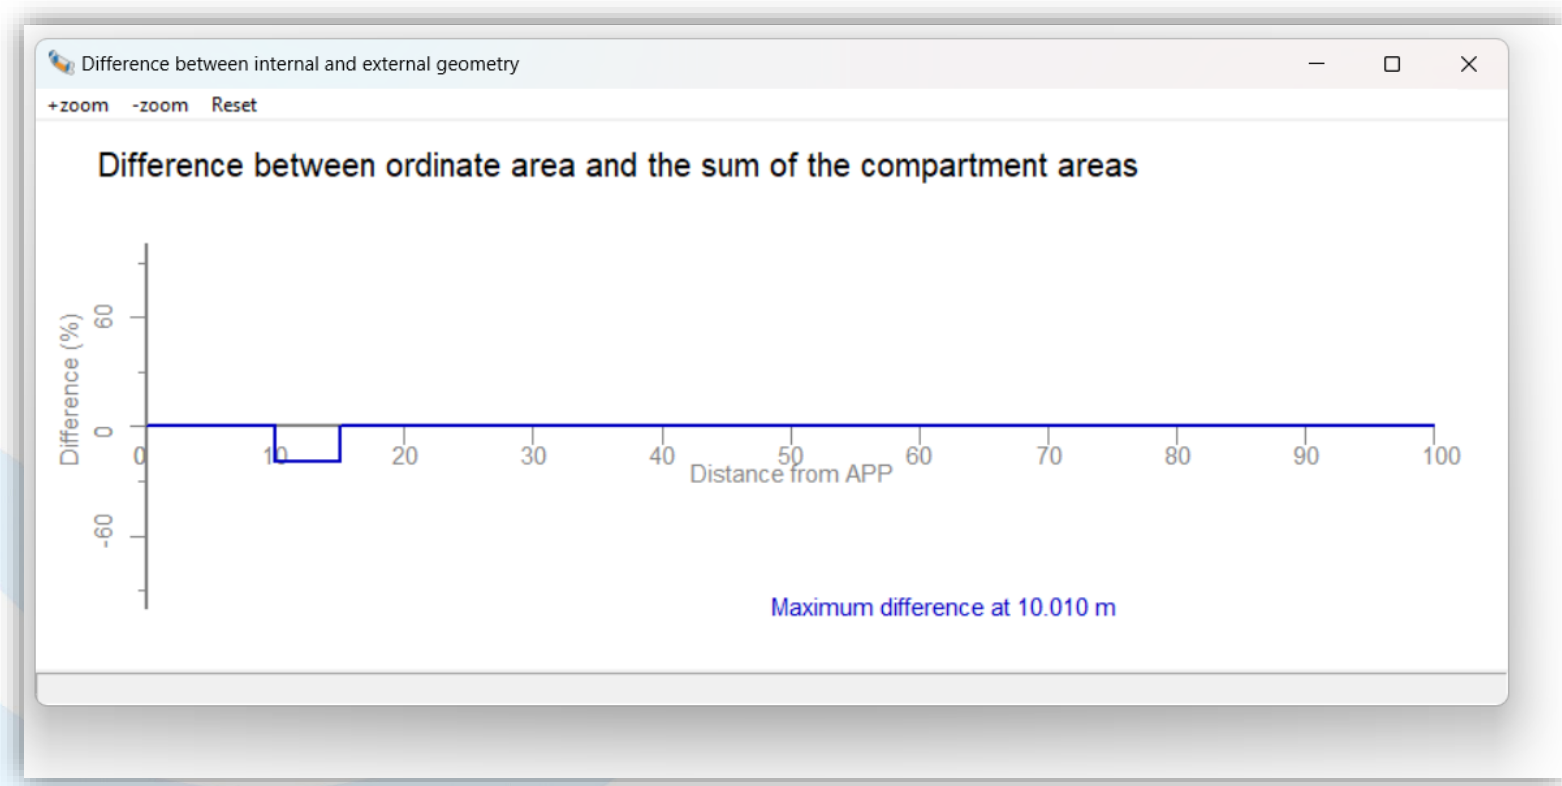 Difference between internal and external geometry
+zoom -zoom Reset
Difference between ordinate area and the sum of the compartment areas
Difference (%)
60
0
-60
0 10 20 30 40 50 60 70 80 90 100
Distance from APP
Maximum difference at 10.010 m